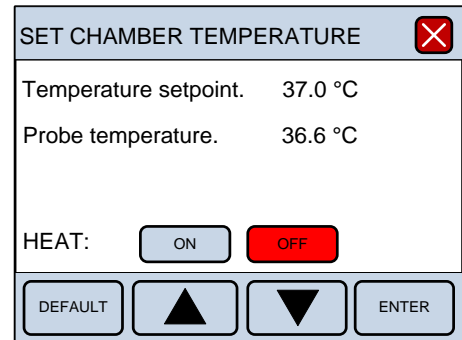 SET CHAMBER TEMPERATURE
Temperature setpoint. 37.0 °C
Probe temperature. 36.6 °C
HEAT: ON OFF
DEFAULT ENTER